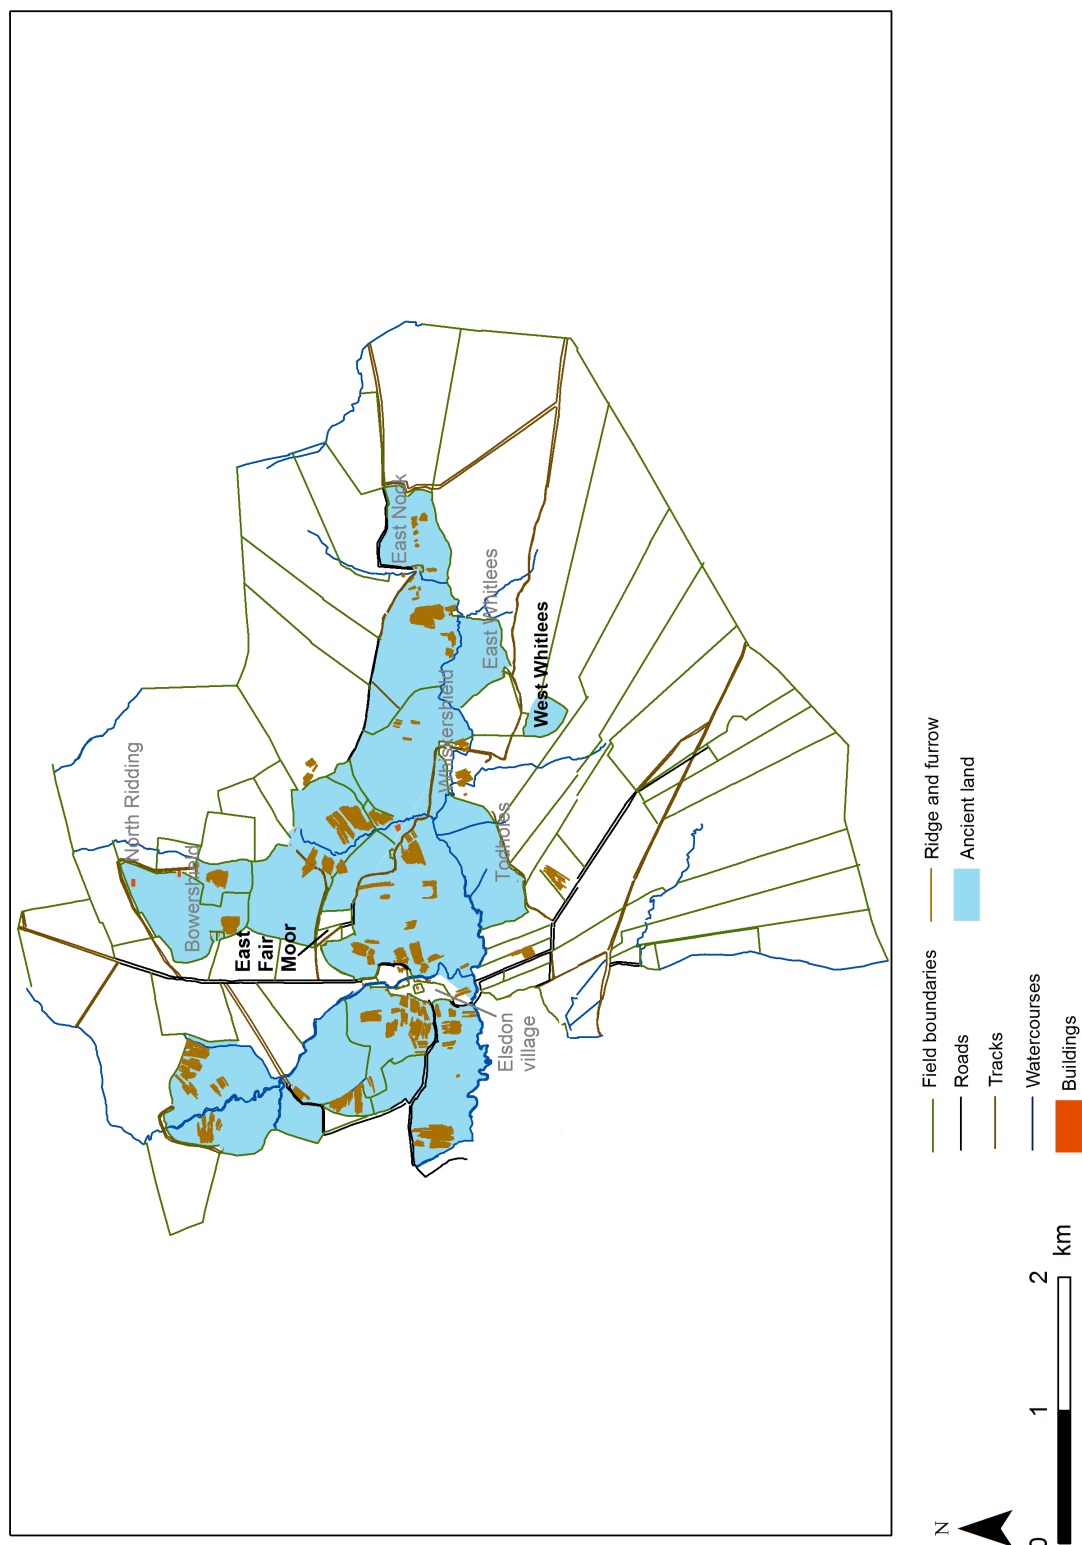 North Ridding
Bowershield
East
Fair
Moor
East Nook
East Whitlees
West Whitlees
Whiskershield
Todholes
Elsdon
village
Field boundaries
Roads
Tracks
Watercourses
Buildings
Ridge and furrow
Ancient land
N
0 1 2
km